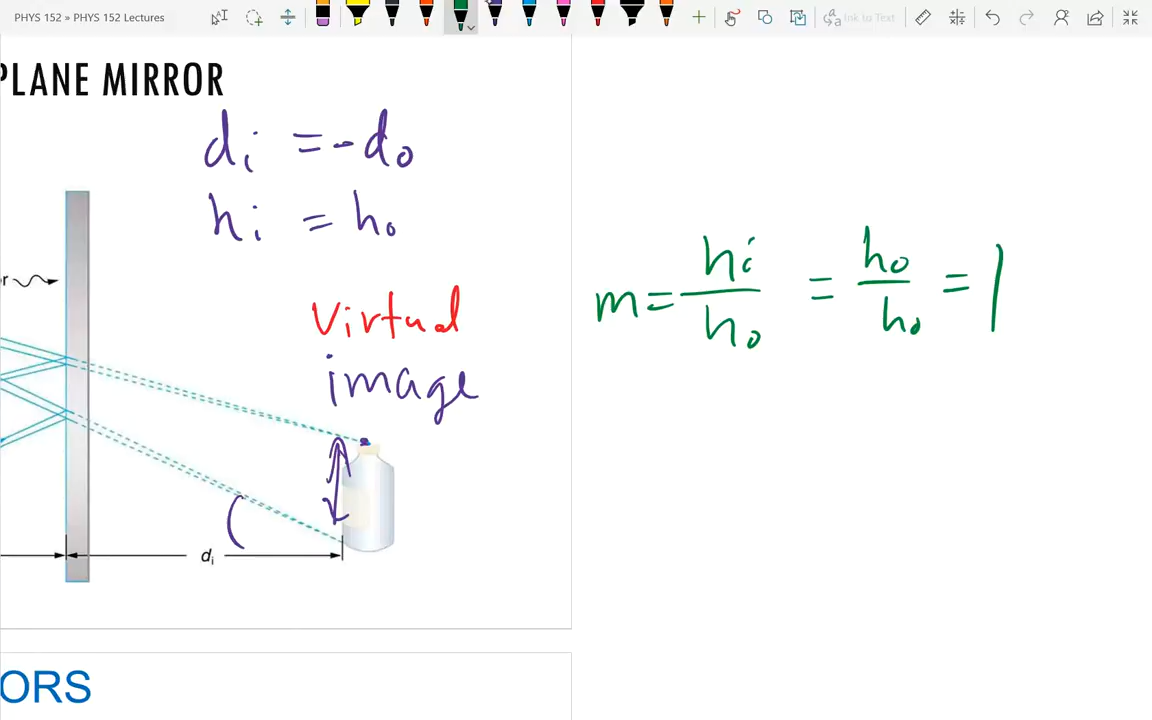 PHYS 152 > PHYS 152 Lectures
Ink to Text
PLANE MIRROR
di = -do
hi = ho
r
virtual
image
di
m = hi/ho = ho/ho = 1
ORS